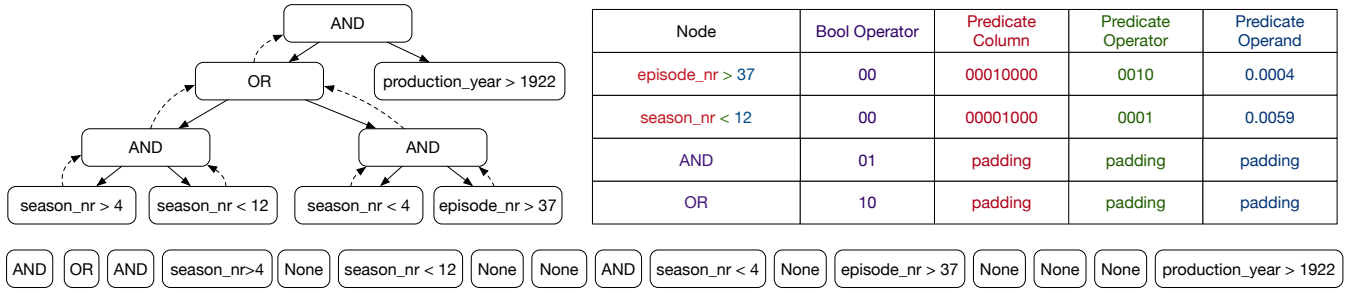 AND
OR
production_year > 1922
AND
AND
season_nr > 4
season_nr < 12
season_nr < 4
episode_nr > 37
Node
Bool Operator
Predicate
Column
Predicate
Operator
Predicate
Operand
episode_nr > 37
00
00010000
0010
0.0004
season_nr < 12
00
00001000
0001
0.0059
AND
01
padding
padding
padding
OR
10
padding
padding
padding
AND
OR
AND
season_nr>4
None
season_nr < 12
None
None
AND
season_nr < 4
None
episode_nr > 37
None
None
None
production_year > 1922